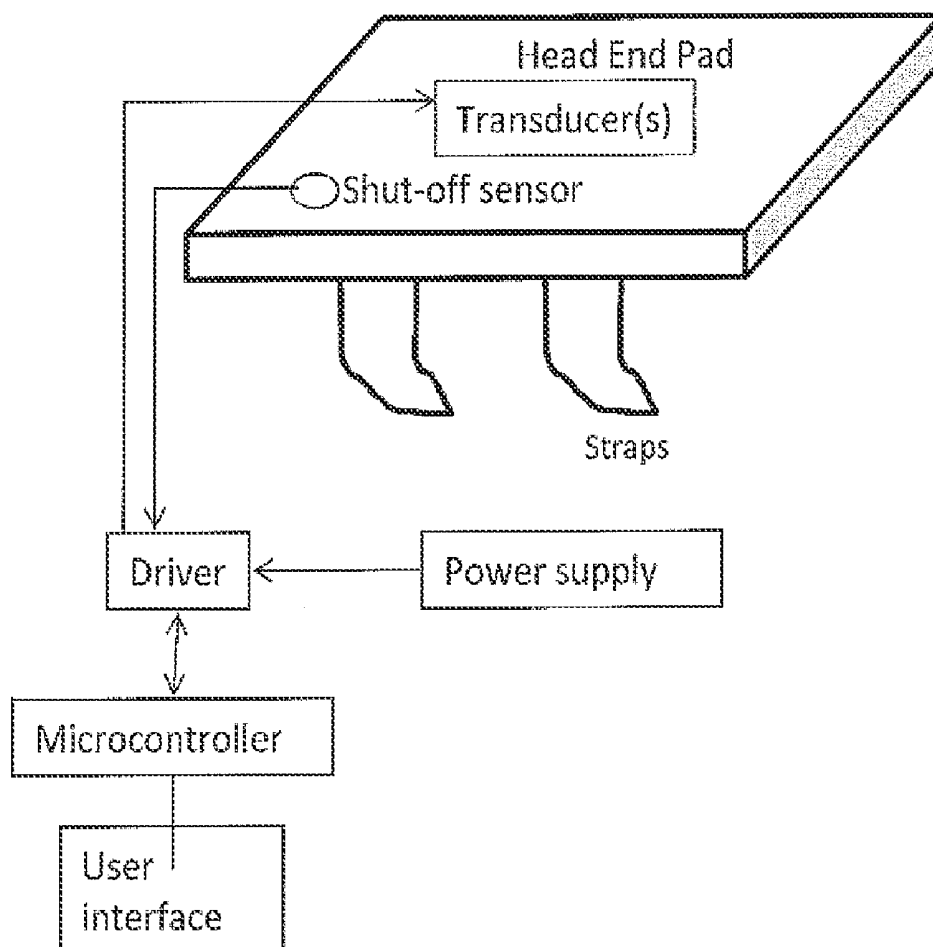 Head End Pad
Transducer(s)
Shut-off sensor
Straps
Driver
Power supply
Microcontroller
User
interface